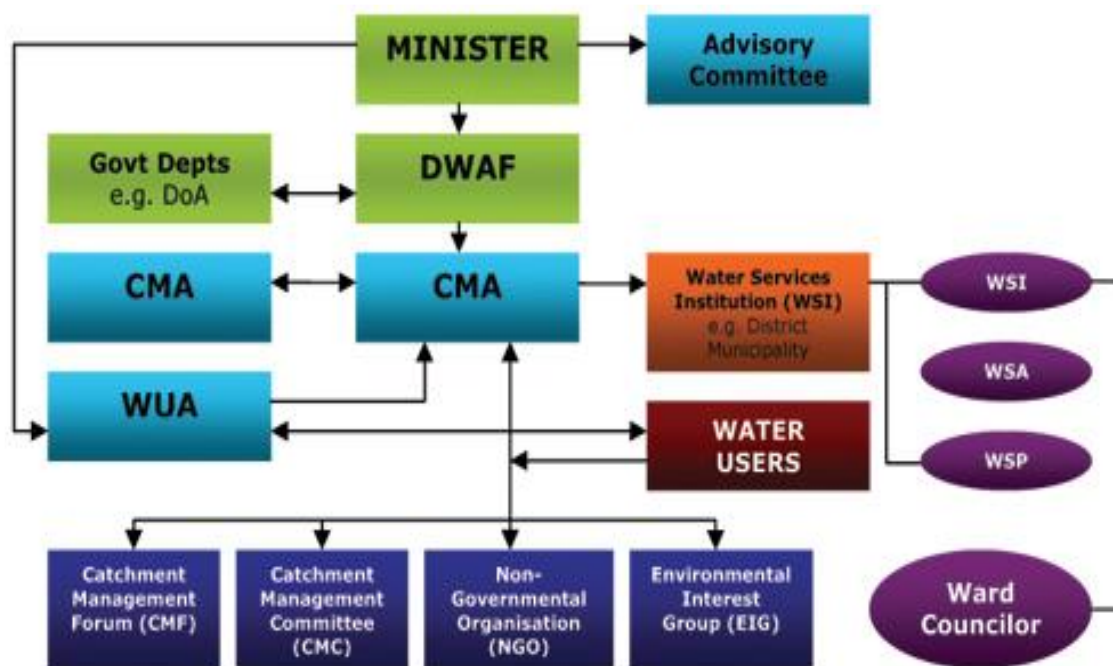 MINISTER
Advisory
Committee
Govt Depts
e.g. DoA
DWAF
CMA
CMA
Water Services
Institution (WSI)
e.g. District
Municipality
WSI
WSA
WSP
WUA
WATER
USERS
Catchment
Management
Forum (CMF)
Catchment
Management
Committee
(CMC)
Non-
Governmental
Organisation
(NGO)
Environmental
Interest
Group (EIG)
Ward
Councilor